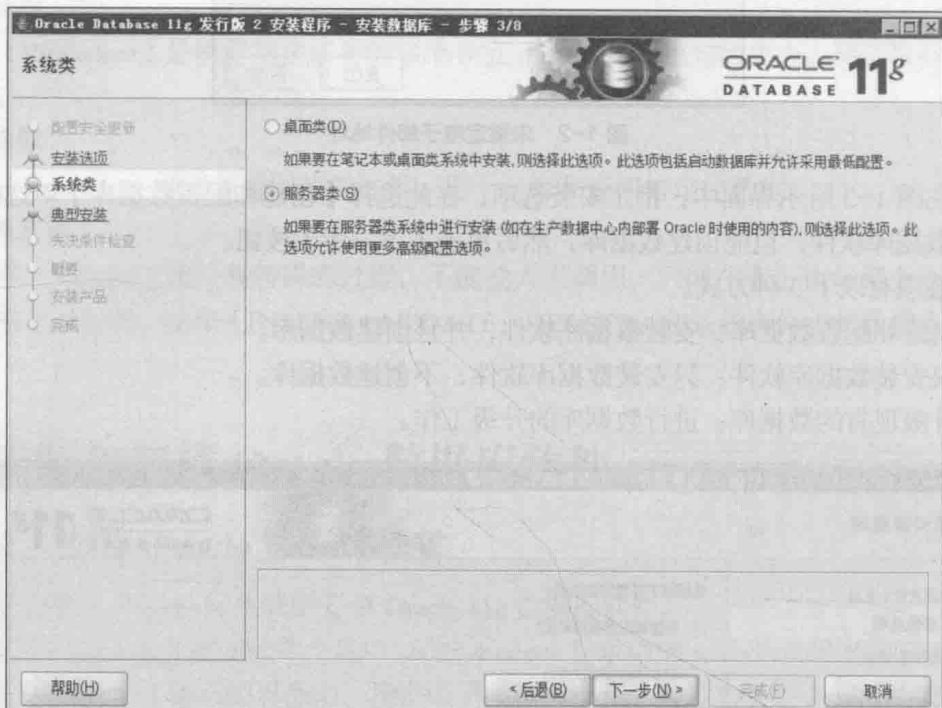 Oracle Database 11g 发行版 2 安装程序 - 安装数据库 - 步骤 3/8
系统类
ORACLE
DATABASE
11g
配置安全更新
安装选项
系统类
典型安装
先决条件检查
概要
安装产品
完成
桌面类(D)
如果要在笔记本或桌面类系统中安装,则选择此选项。此选项包括启动数据库并允许采用最低配置。
服务器类(S)
如果要在服务器类系统中进行安装 (如在生产数据中心内部署 Oracle 时使用的内容),则选择此选项。此
选项允许使用更多高级配置选项。
帮助(H)
<后退(B)
下一步(N)>
完成(F)
取消